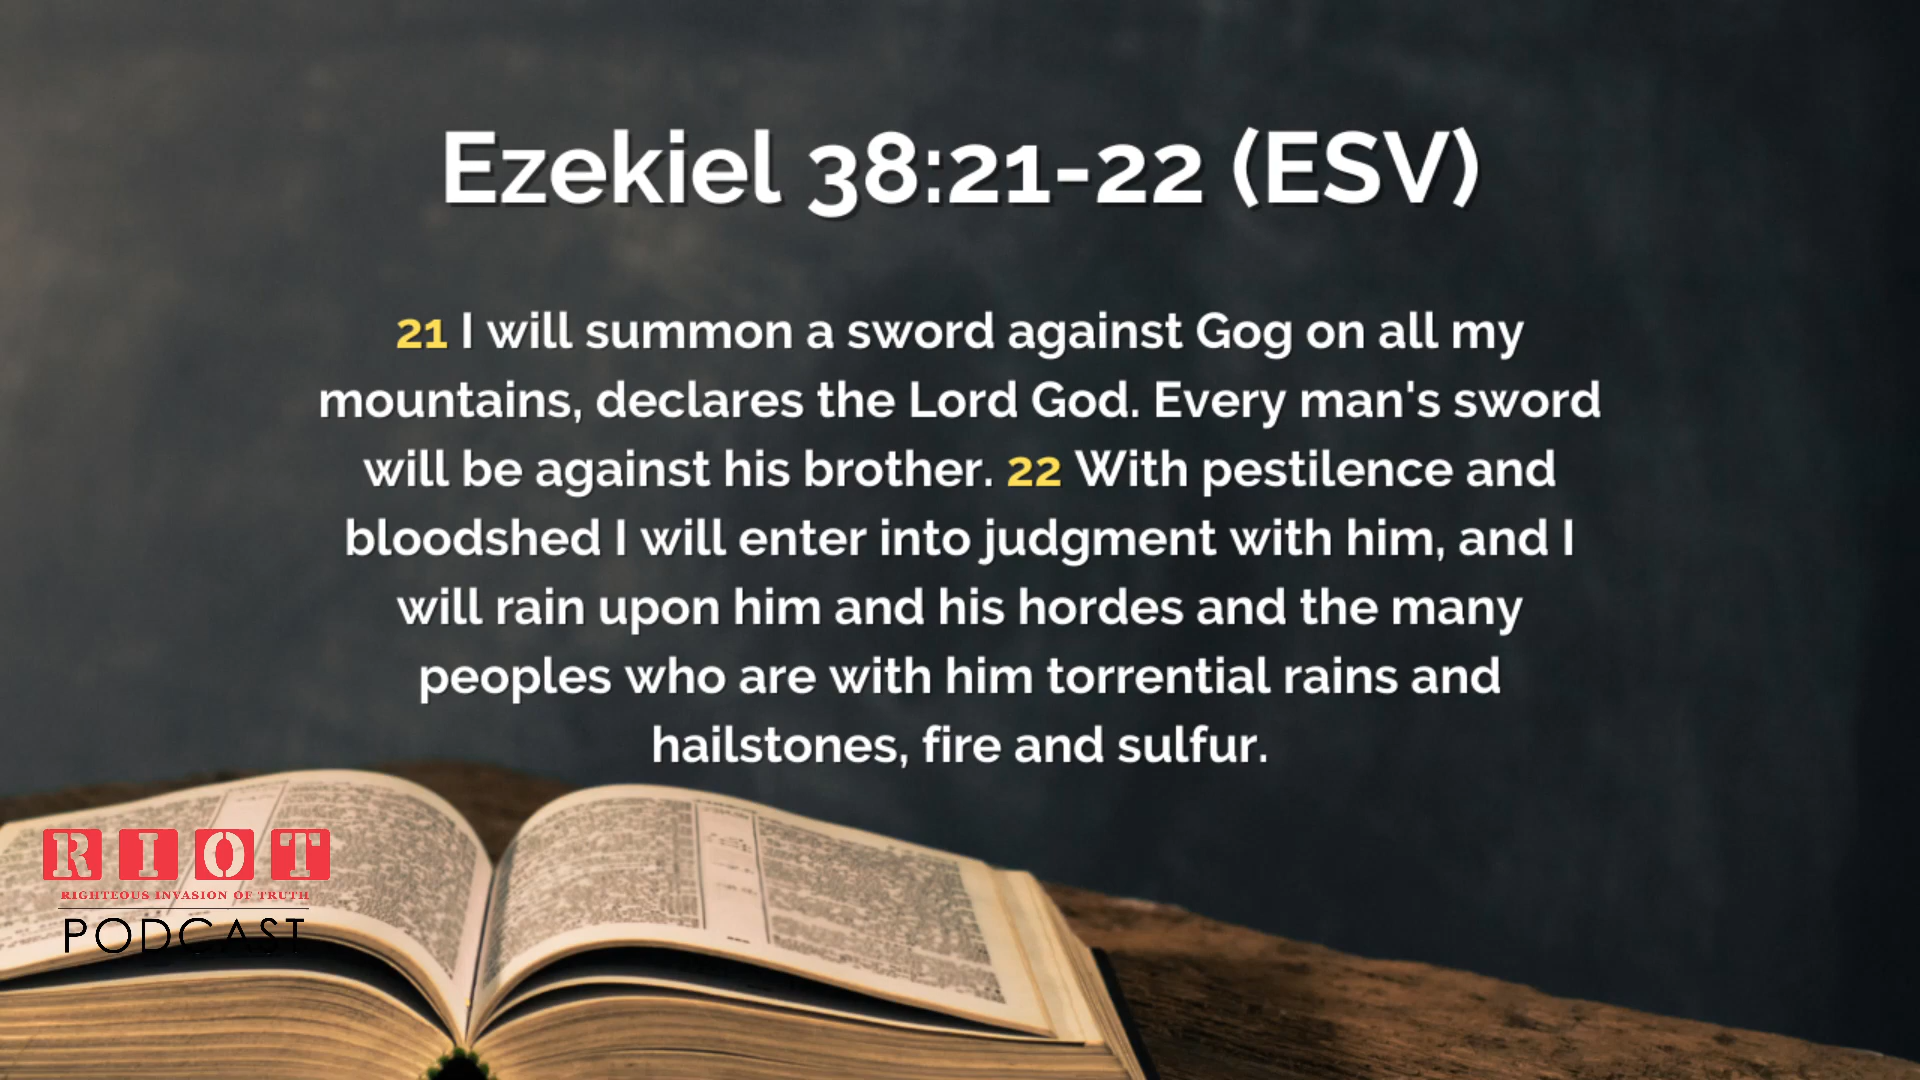 Ezekiel 38:21-22 (ESV)
21 I will summon a sword against Gog on all my
mountains, declares the Lord God. Every man's sword
will be against his brother. 22 With pestilence and
bloodshed I will enter into judgment with him, and I
will rain upon him and his hordes and the many
peoples who are with him torrential rains and
hailstones, fire and sulfur.
RIOT
RIGHTEOUS INVASION OF TRUTH
PODCAST